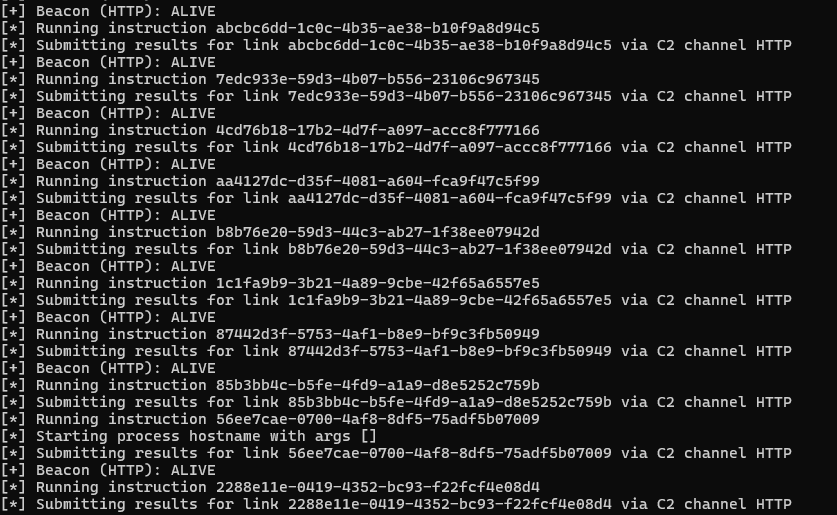 [+] Beacon (HTTP): ALIVE
[*] Running instruction abcbc6dd-1c0c-4b35-ae38-b10f9a8d94c5
[*] Submitting results for link abcbc6dd-1c0c-4b35-ae38-b10f9a8d94c5 via C2 channel HTTP
[+] Beacon (HTTP): ALIVE
[*] Running instruction 7edc933e-59d3-4b07-b556-23106c967345
[*] Submitting results for link 7edc933e-59d3-4b07-b556-23106c967345 via C2 channel HTTP
[+] Beacon (HTTP): ALIVE
[*] Running instruction 4cd76b18-17b2-4d7f-a097-accc8f777166
[*] Submitting results for link 4cd76b18-17b2-4d7f-a097-accc8f777166 via C2 channel HTTP
[+] Beacon (HTTP): ALIVE
[*] Running instruction aa4127dc-d35f-4081-a604-fca9f47c5f99
[*] Submitting results for link aa4127dc-d35f-4081-a604-fca9f47c5f99 via C2 channel HTTP
[+] Beacon (HTTP): ALIVE
[*] Running instruction b8b76e20-59d3-44c3-ab27-1f38ee07942d
[*] Submitting results for link b8b76e20-59d3-44c3-ab27-1f38ee07942d via C2 channel HTTP
[+] Beacon (HTTP): ALIVE
[*] Running instruction 1c1fa9b9-3b21-4a89-9cbe-42f65a6557e5
[*] Submitting results for link 1c1fa9b9-3b21-4a89-9cbe-42f65a6557e5 via C2 channel HTTP
[+] Beacon (HTTP): ALIVE
[*] Running instruction 87442d3f-5753-4af1-b8e9-bf9c3fb50949
[*] Submitting results for link 87442d3f-5753-4af1-b8e9-bf9c3fb50949 via C2 channel HTTP
[+] Beacon (HTTP): ALIVE
[*] Running instruction 85b3bb4c-b5fe-4fd9-a1a9-d8e5252c759b
[*] Submitting results for link 85b3bb4c-b5fe-4fd9-a1a9-d8e5252c759b via C2 channel HTTP
[*] Running instruction 56ee7cae-0700-4af8-8df5-75adf5b07009
[*] Starting process hostname with args []
[*] Submitting results for link 56ee7cae-0700-4af8-8df5-75adf5b07009 via C2 channel HTTP
[+] Beacon (HTTP): ALIVE
[*] Running instruction 2288e11e-0419-4352-bc93-f22fcf4e08d4
[*] Submitting results for link 2288e11e-0419-4352-bc93-f22fcf4e08d4 via C2 channel HTTP